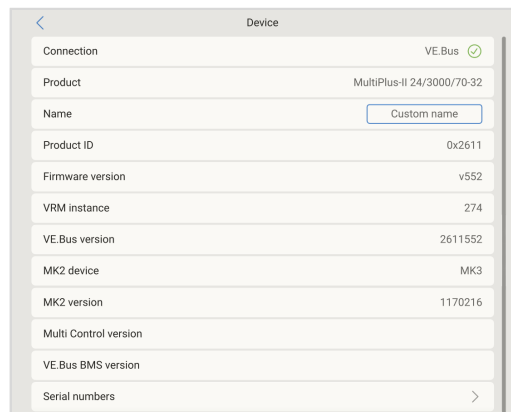 Device
Connection VE.Bus
Product MultiPlus-II 24/3000/70-32
Name Custom name
Product ID 0x2611
Firmware version v552
VRM instance 274
VE.Bus version 2611552
MK2 device MK3
MK2 version 1170216
Multi Control version
VE.Bus BMS version
Serial numbers